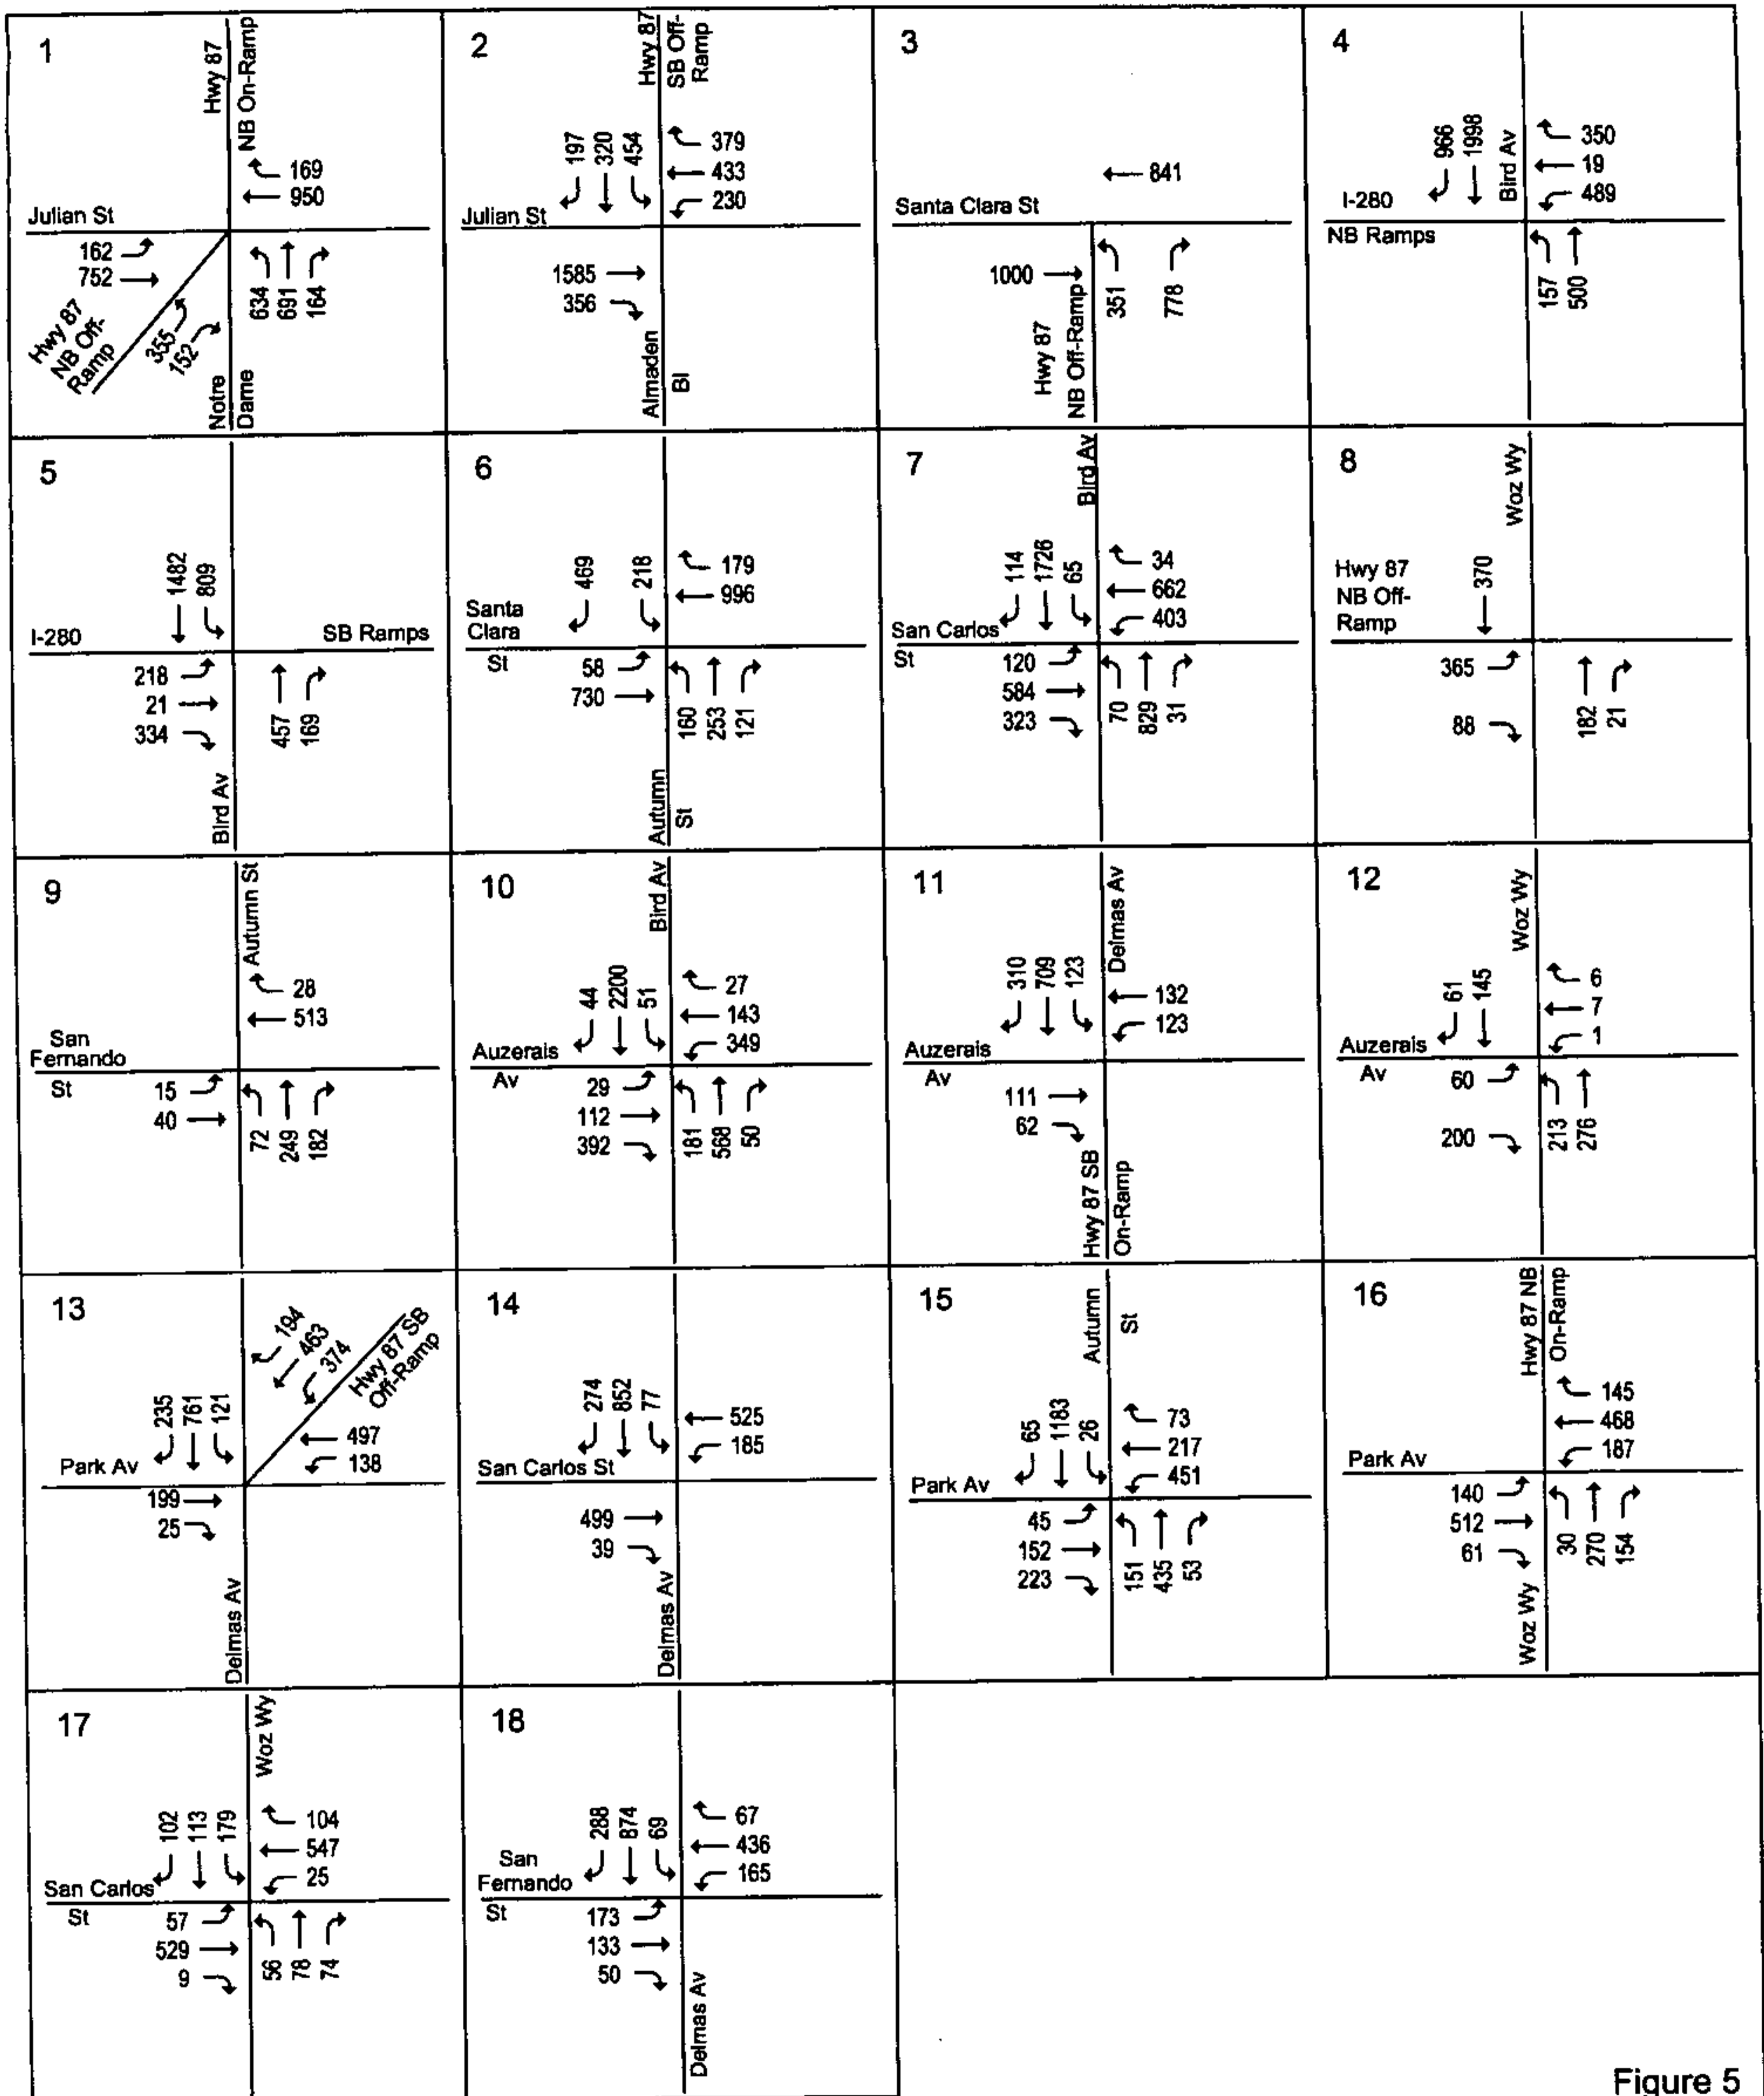 1
Hwy 87
NB On-Ramp
169
950
Julian St
162
752
634
691
164
355
152
Hwy 87
NB Off-
Ramp
Notre
Dame
2
Hwy 87
SB Off-
Ramp
197
320
454
379
433
230
Julian St
1585
356
Almaden
Bl
3
841
Santa Clara St
1000
351
778
Hwy 87
NB Off-Ramp
4
966
1998
Bird Av
350
19
489
I-280
NB Ramps
157
500
5
1482
809
I-280
SB Ramps
218
21
334
457
169
Bird Av
6
469
218
179
996
Santa
Clara
St
58
730
160
253
121
Autumn
St
7
Bird Av
114
1726
65
34
662
403
San Carlos
St
120
584
323
70
829
31
8
Woz Wy
Hwy 87
NB Off-
Ramp
370
365
88
182
21
9
Autumn St
28
513
San
Fernando
St
15
40
72
249
182
10
Bird Av
44
2200
51
27
143
349
Auzerais
Av
29
112
392
181
568
50
11
Delmas Av
310
709
123
132
123
Auzerais
Av
111
62
Hwy 87 SB
On-Ramp
12
Woz Wy
61
145
6
7
1
Auzerais
Av
60
200
213
276
13
194
463
374
Hwy 87 SB
Off-Ramp
235
761
121
497
138
Park Av
199
25
Delmas Av
14
274
852
77
525
185
San Carlos St
499
39
Delmas Av
15
Autumn
St
65
1183
26
73
217
451
Park Av
45
152
223
151
435
53
16
Hwy 87 NB
On-Ramp
145
468
187
Park Av
140
512
61
30
270
154
Woz Wy
17
Woz Wy
102
113
179
104
547
25
San Carlos
St
57
529
9
56
78
74
18
288
874
69
67
436
165
San
Fernando
St
173
133
50
Delmas Av
Figure 5